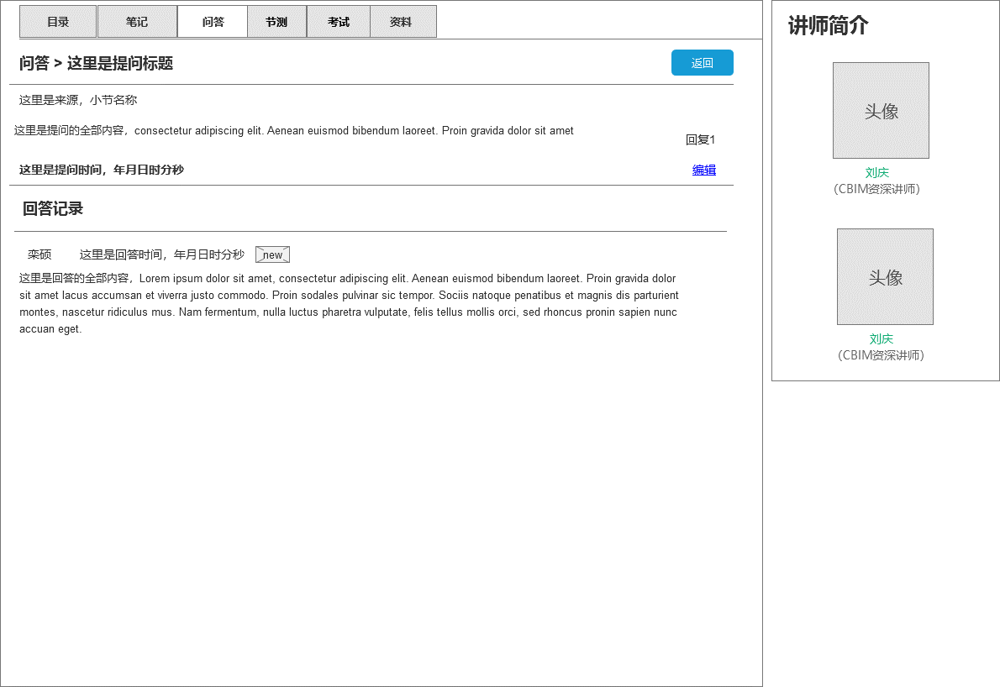 目录
笔记
问答
节测
考试
资料
问答 > 这里是提问标题
返回
这里是来源，小节名称
这里是提问的全部内容，consectetur adipiscing elit. Aenean euismod bibendum laoreet. Proin gravida dolor sit amet
回复1
这里是提问时间，年月日时分秒
编辑
回答记录
栾硕
这里是回答时间，年月日时分秒
new
这里是回答的全部内容，Lorem ipsum dolor sit amet, consectetur adipiscing elit. Aenean euismod bibendum laoreet. Proin gravida dolor
sit amet lacus accumsan et viverra justo commodo. Proin sodales pulvinar sic tempor. Sociis natoque penatibus et magnis dis parturient
montes, nascetur ridiculus mus. Nam fermentum, nulla luctus pharetra vulputate, felis tellus mollis orci, sed rhoncus pronin sapien nunc
accuan eget.
讲师简介
头像
刘庆
（CBIM资深讲师）
头像
刘庆
（CBIM资深讲师）